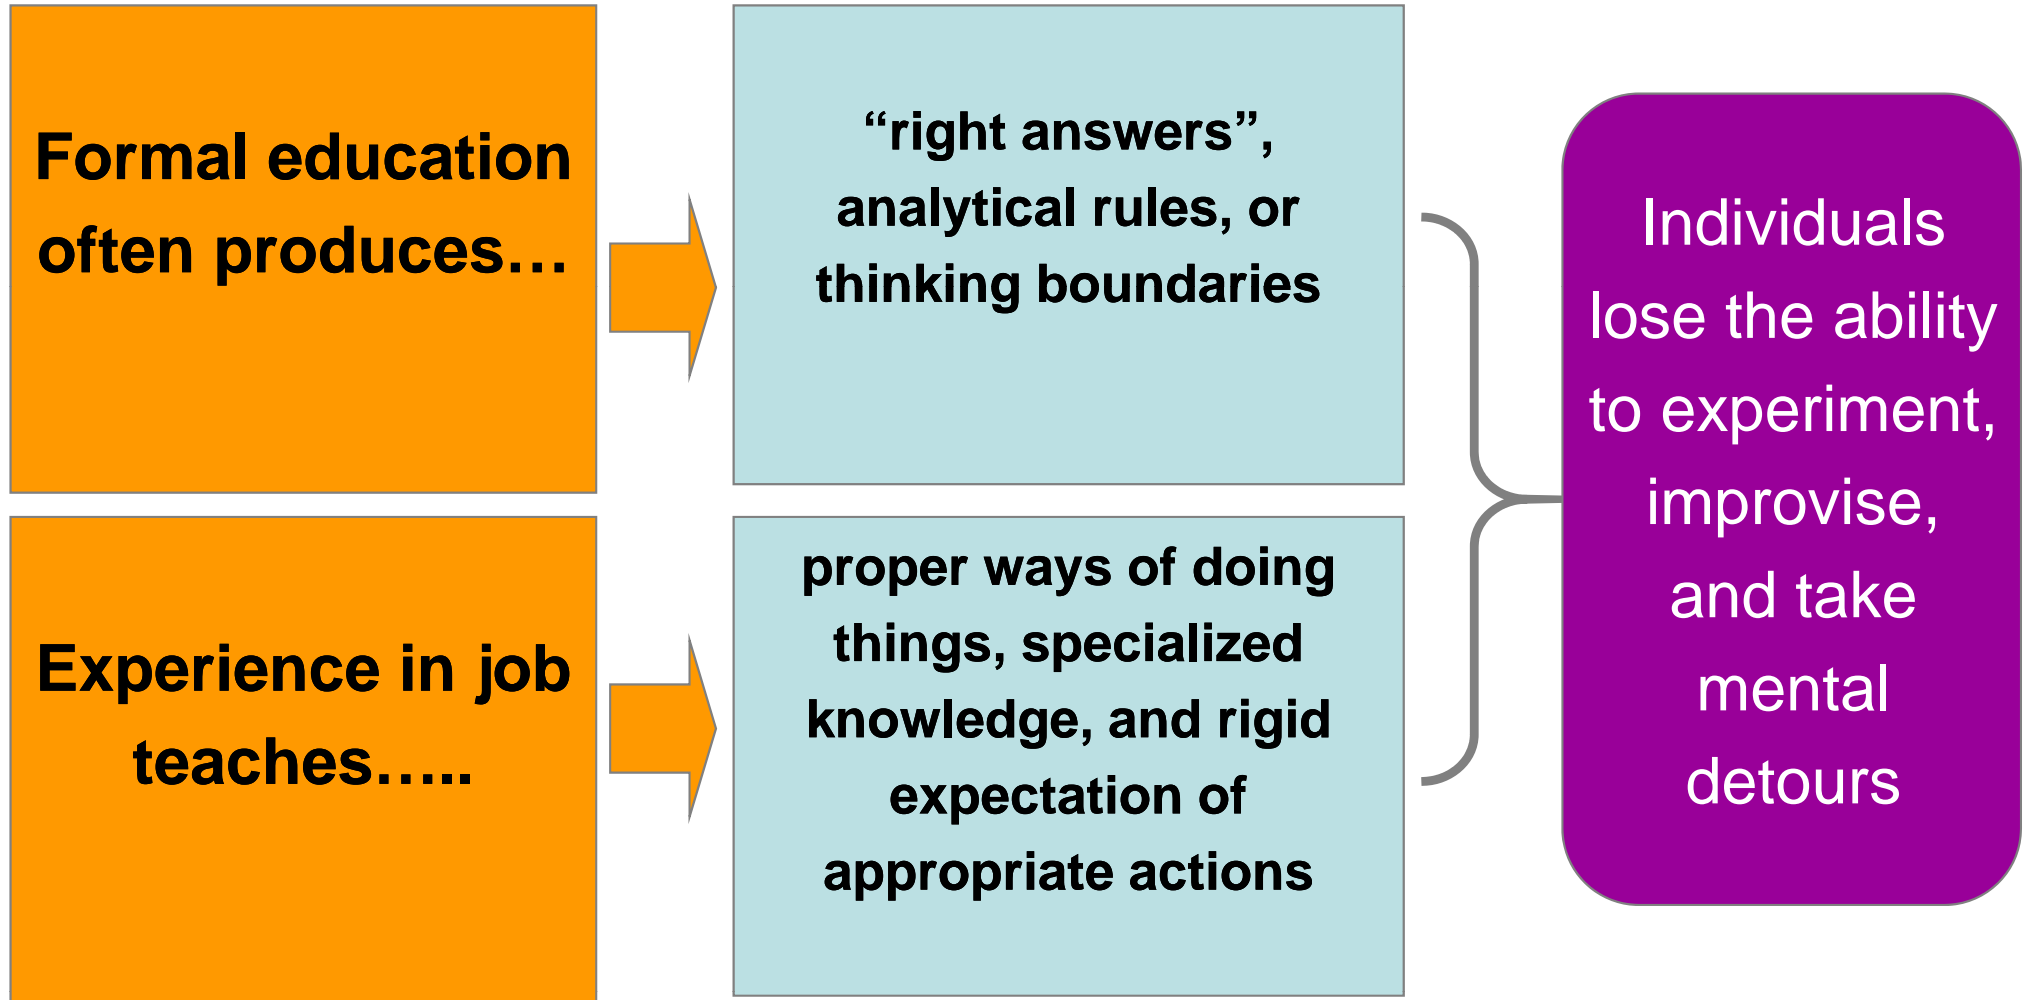 Formal education
often produces…
“right answers”,
analytical rules, or
thinking boundaries
Experience in job
teaches…..
proper ways of doing
things, specialized
knowledge, and rigid
expectation of
appropriate actions
Individuals
lose the ability
to experiment,
improvise,
and take
mental
detours